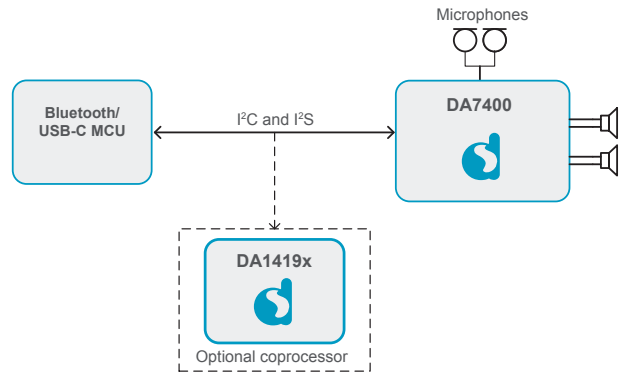 Microphones
Bluetooth/
USB-C MCU
I²C and I²S
DA7400
DA1419x
Optional coprocessor